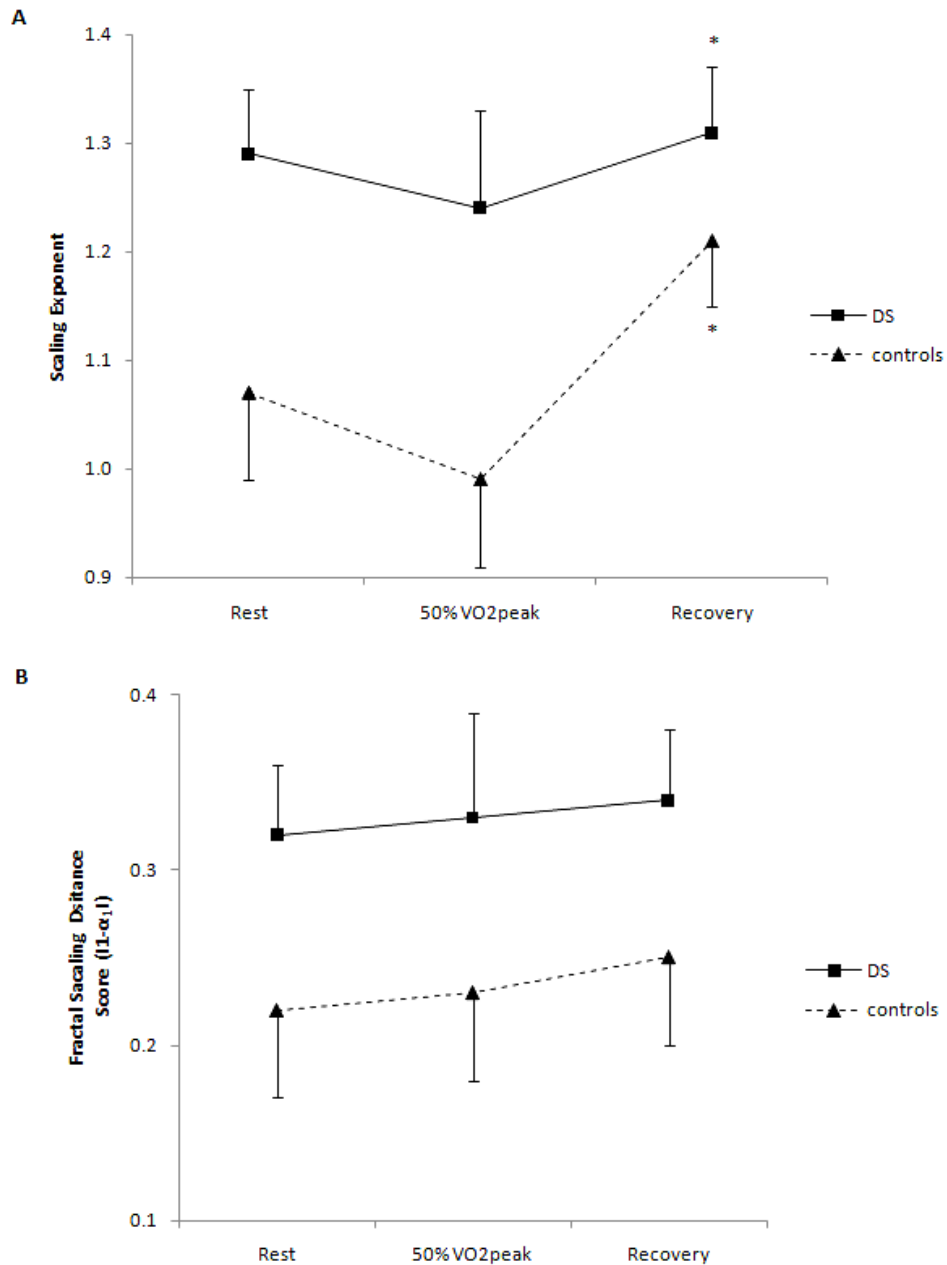 A
1.4
*
1.3
1.2
Scaling Exponent
DS
*
controls
1.1
1.0
0.9
Rest 50% VO2peak Recovery
B
0.4
0.3
Fractal Sacaling Dsitance
Score (I1-α₁I)
DS
controls
0.2
0.1
Rest 50% VO2peak Recovery